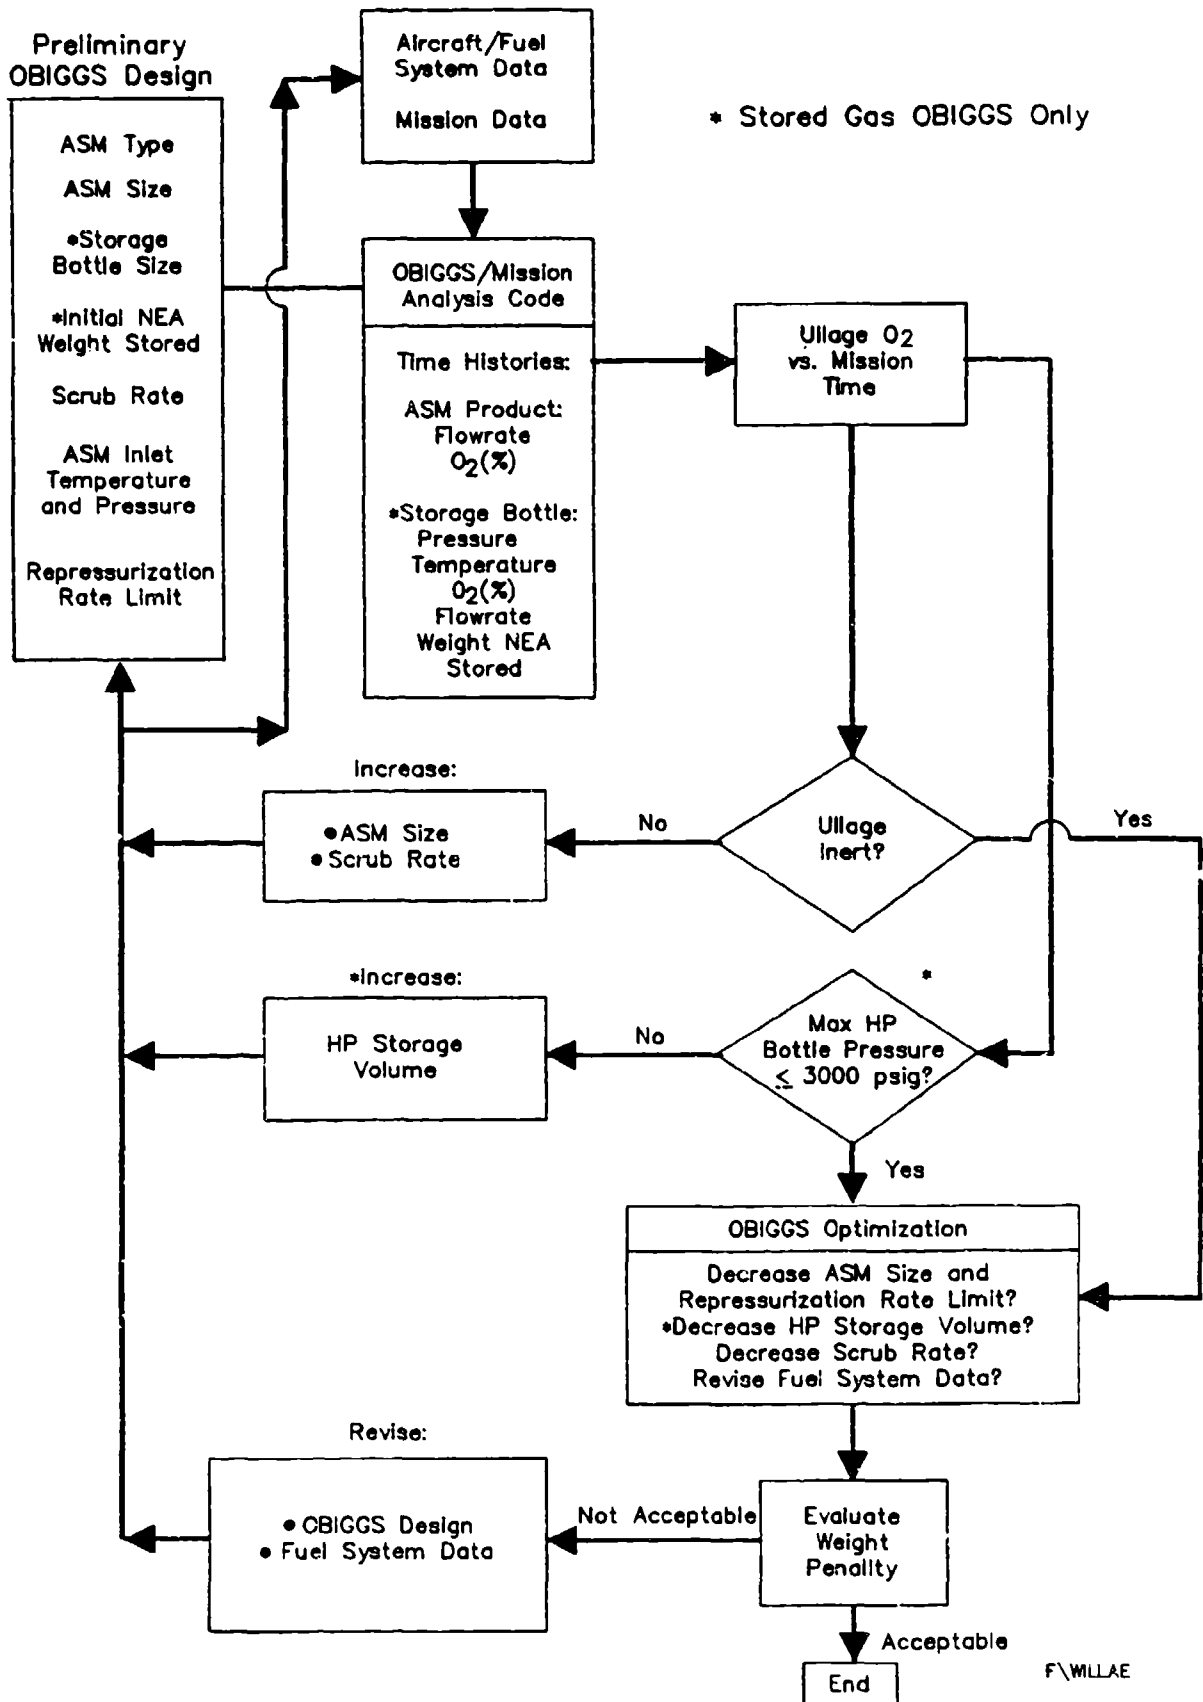 Preliminary
OBIGGS Design
ASM Type
ASM Size
*Storage
Bottle Size
*Initial NEA
Weight Stored
Scrub Rate
ASM Inlet
Temperature
and Pressure
Repressurization
Rate Limit
Aircraft/Fuel
System Data
Mission Data
* Stored Gas OBIGGS Only
OBIGGS/Mission
Analysis Code
Time Histories:
ASM Product:
Flowrate
O2(%)
*Storage Bottle:
Pressure
Temperature
O2(%)
Flowrate
Weight NEA
Stored
Ullage O2
vs. Mission
Time
Increase:
● ASM Size
● Scrub Rate
No
Ullage
Inert?
Yes
*Increase:
HP Storage
Volume
No
*
Max HP
Bottle Pressure
≤ 3000 psig?
Yes
OBIGGS Optimization
Decrease ASM Size and
Repressurization Rate Limit?
*Decrease HP Storage Volume?
Decrease Scrub Rate?
Revise Fuel System Data?
Revise:
● OBIGGS Design
● Fuel System Data
Not Acceptable
Evaluate
Weight
Penality
Acceptable
End
F\WILLAE